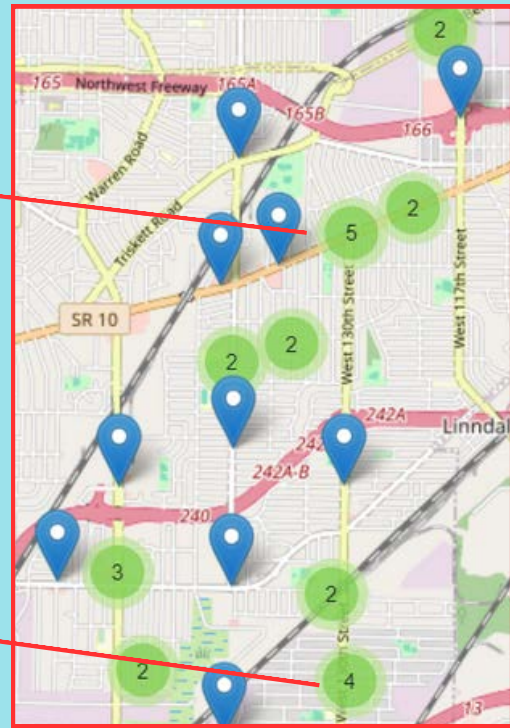 2
165
Northwest Freeway
165A
165B
166
Warren Road
Triskett Road
2
5
West 117th Street
SR 10
West 130th Street
2
2
242A
Linndal
242A-B
240
3
2
2
4
13